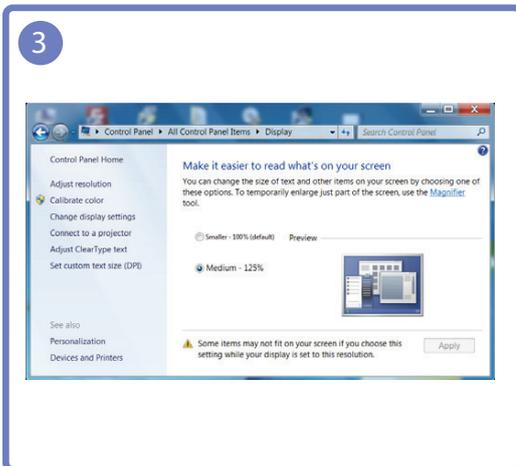 3
Control Panel ▸ All Control Panel Items ▸ Display
Search Control Panel
Control Panel Home
Adjust resolution
Calibrate color
Change display settings
Connect to a projector
Adjust ClearType text
Set custom text size (DPI)
See also
Personalization
Devices and Printers
Make it easier to read what's on your screen
You can change the size of text and other items on your screen by choosing one of
these options. To temporarily enlarge just part of the screen, use the Magnifier
tool.
Smaller - 100% (default)
Preview
Medium - 125%
Some items may not fit on your screen if you choose this
setting while your display is set to this resolution.
Apply